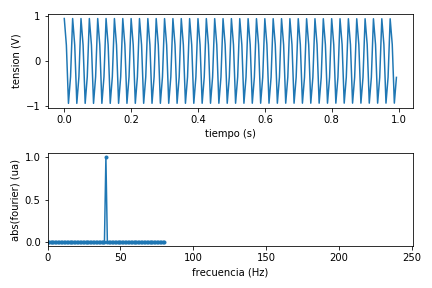 tension (V)
1
0
−1
0.0 0.2 0.4 0.6 0.8 1.0
tiempo (s)
abs(fourier) (ua)
1.0
0.5
0.0
0 50 100 150 200 250
frecuencia (Hz)